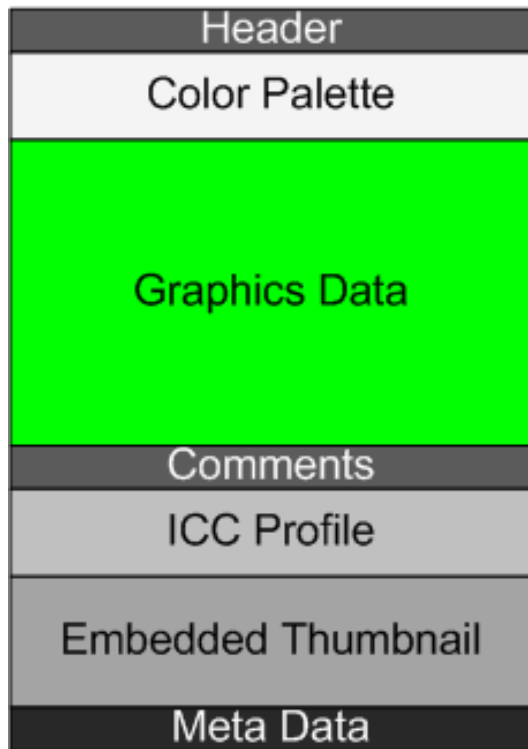 Header
Color Palette
Graphics Data
Comments
ICC Profile
Embedded Thumbnail
Meta Data